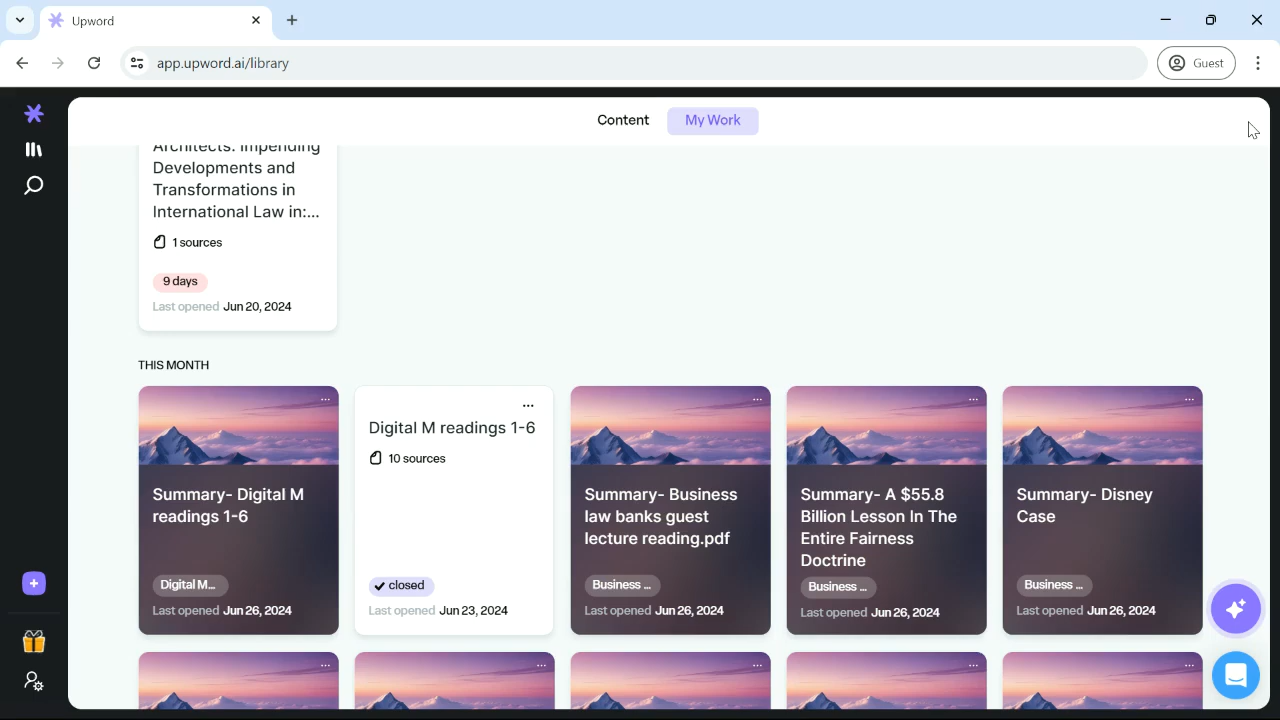 Upword
app.upword.ai/library
Guest
Content
My Work
Architects: Impending
Developments and
Transformations in
International Law in:...
1 sources
9 days
Last opened Jun 20, 2024
THIS MONTH
Summary- Digital M
readings 1-6
Digital M...
Last opened Jun 26, 2024
Digital M readings 1-6
10 sources
closed
Last opened Jun 23, 2024
Summary- Business
law banks guest
lecture reading.pdf
Business ...
Last opened Jun 26, 2024
Summary- A $55.8
Billion Lesson In The
Entire Fairness
Doctrine
Business ...
Last opened Jun 26, 2024
Summary- Disney
Case
Business ...
Last opened Jun 26, 2024